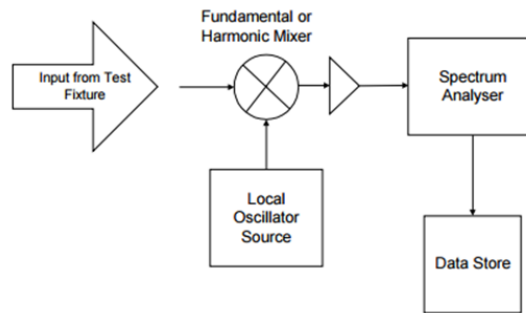 Fundamental or
Harmonic Mixer
Input from Test
Fixture
Spectrum
Analyser
Local
Oscillator
Source
Data Store